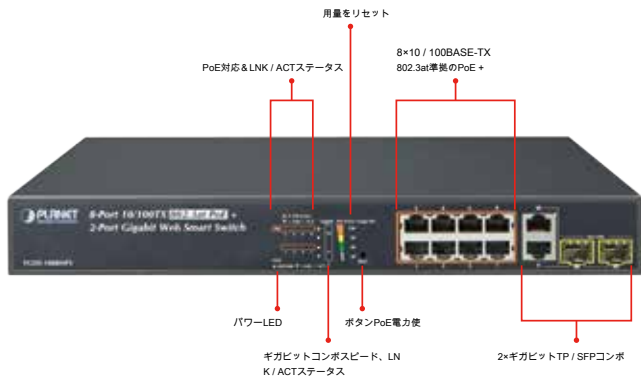 用量をリセット
PoE対応＆LNK / ACTステータス
8×10 / 100BASE-TX
802.3at準拠のPoE +
PLANET
8-Port 10/100TX 802.3at PoE +
2-Port Gigabit Web Smart Switch
パワーLED
ボタンPoE電力使
ギガビットコンボスピード、LN
K / ACTステータス
2×ギガビットTP / SFPコンボ